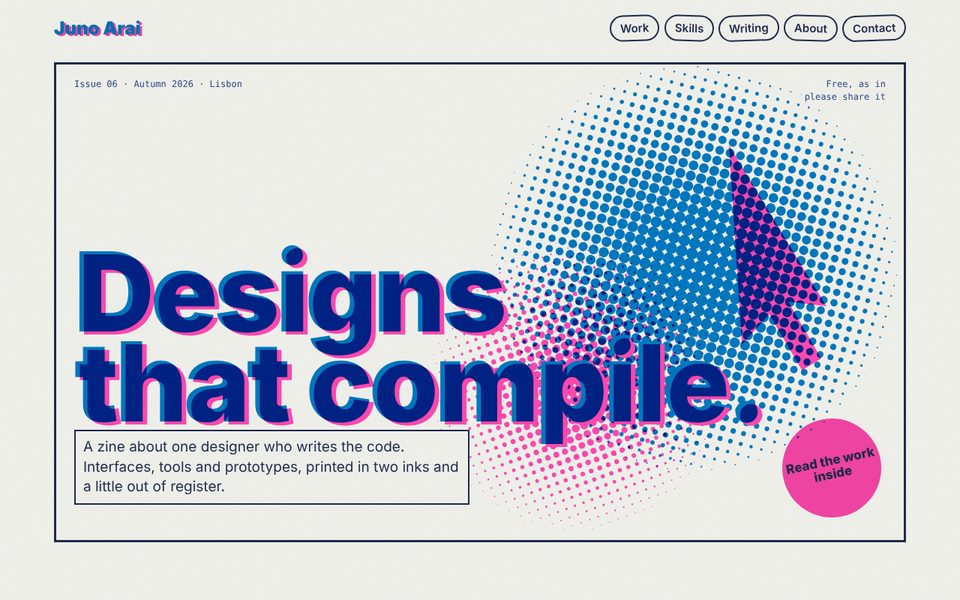 Juno Arai
Work
Skills
Writing
About
Contact
Issue 06 · Autumn 2026 · Lisbon
Free, as in
please share it
Designs
that compile.
A zine about one designer who writes the code.
Interfaces, tools and prototypes, printed in two inks and
a little out of register.
Read the work
inside